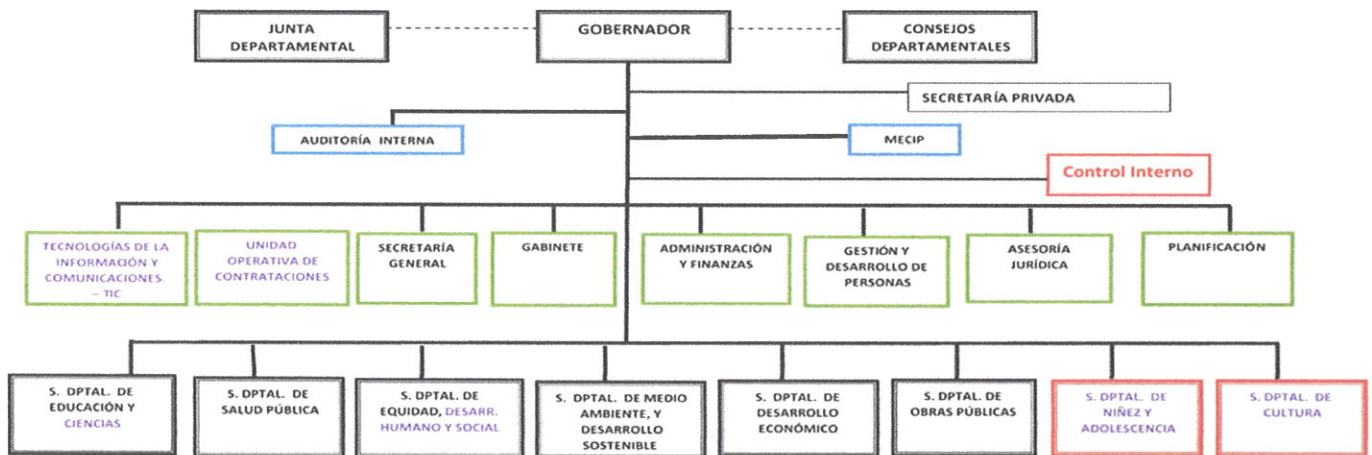 JUNTA
DEPARTAMENTAL
GOBERNADOR
CONSEJOS
DEPARTAMENTALES
SECRETARÍA PRIVADA
AUDITORÍA INTERNA
MECIP
Control Interno
TECNOLOGÍAS DE LA
INFORMACIÓN Y
COMUNICACIONES.
– TIC
UNIDAD
OPERATIVA DE
CONTRATACIONES
SECRETARÍA
GENERAL
GABINETE
ADMINISTRACIÓN
Y FINANZAS
GESTIÓN Y
DESARROLLO DE
PERSONAS
ASESORÍA
JURÍDICA
PLANIFICACIÓN
S. DPTAL. DE
EDUCACIÓN Y
CIENCIAS
S. DPTAL. DE
SALUD PÚBLICA
S. DPTAL. DE
EQUIDAD, DESARR.
HUMANO Y SOCIAL
S. DPTAL. DE MEDIO
AMBIENTE, Y
DESARROLLO
SOSTENIBLE
S. DPTAL. DE
DESARROLLO
ECONÓMICO
S. DPTAL. DE
OBRAS PÚBLICAS
S. DPTAL. DE
NIÑEZ Y
ADOLESCENCIA
S. DPTAL. DE
CULTURA